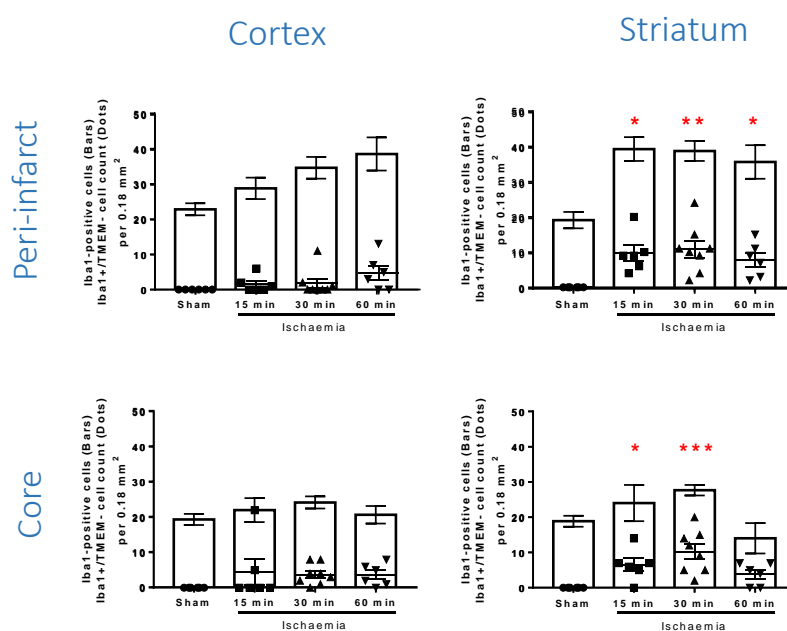 Cortex
Striatum
Peri-infarct
Core
Iba1-positive cells (Bars)
Iba1+/TMEM- cell count (Dots)
per 0.18 mm2
50
40
30
20
10
0
Sham
15 min
30 min
60 min
Ischaemia
Iba1-positive cells (Bars)
Iba1+/TMEM- cell count (Dots)
per 0.18 mm2
50
40
30
20
10
0
*
**
*
Sham
15 min
30 min
60 min
Ischaemia
Iba1-positive cells (Bars)
Iba1+/TMEM- cell count (Dots)
per 0.18 mm2
50
40
30
20
10
0
Sham
15 min
30 min
60 min
Ischaemia
Iba1-positive cells (Bars)
Iba1+/TMEM- cell count (Dots)
per 0.18 mm2
50
40
30
20
10
0
*
***
Sham
15 min
30 min
60 min
Ischaemia